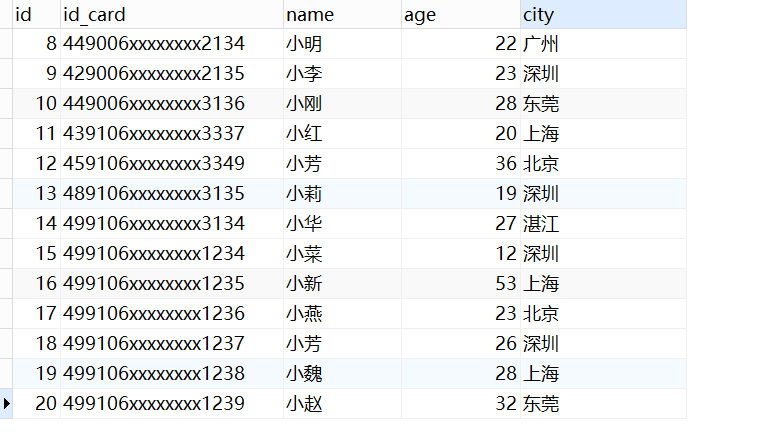 id id_card name age city
8 449006xxxxxxxx2134 小明 22 广州
9 429006xxxxxxxx2135 小李 23 深圳
10 449006xxxxxxxx3136 小刚 28 东莞
11 439106xxxxxxxx3337 小红 20 上海
12 459106xxxxxxxx3349 小芳 36 北京
13 489106xxxxxxxx3135 小莉 19 深圳
14 499106xxxxxxxx3134 小华 27 湛江
15 499106xxxxxxxx1234 小菜 12 深圳
16 499106xxxxxxxx1235 小新 53 上海
17 499106xxxxxxxx1236 小燕 23 北京
18 499106xxxxxxxx1237 小芳 26 深圳
19 499106xxxxxxxx1238 小魏 28 上海
20 499106xxxxxxxx1239 小赵 32 东莞